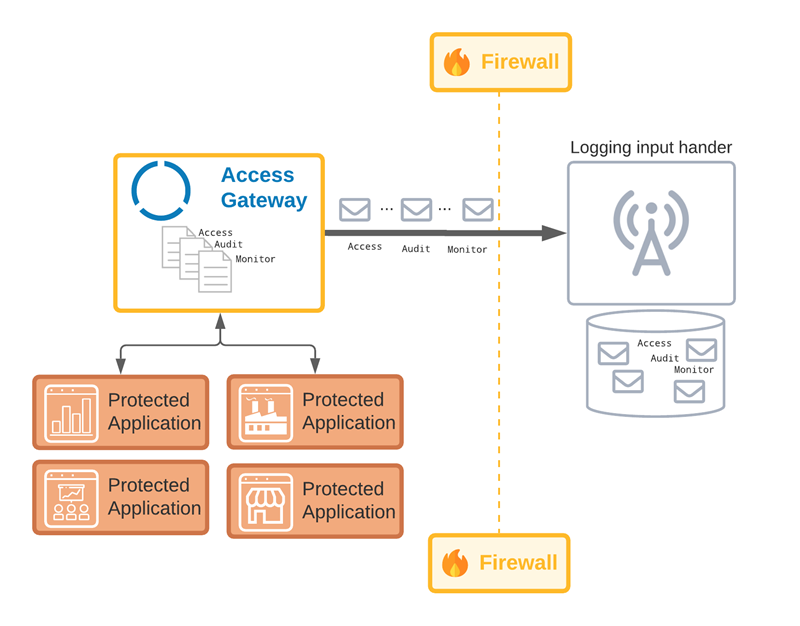 Firewall
Logging input hander
Access
Gateway
Access
Audit
Monitor
... ...
Access Audit Monitor
Access
Audit
Monitor
Protected
Application
Protected
Application
Protected
Application
Protected
Application
Firewall